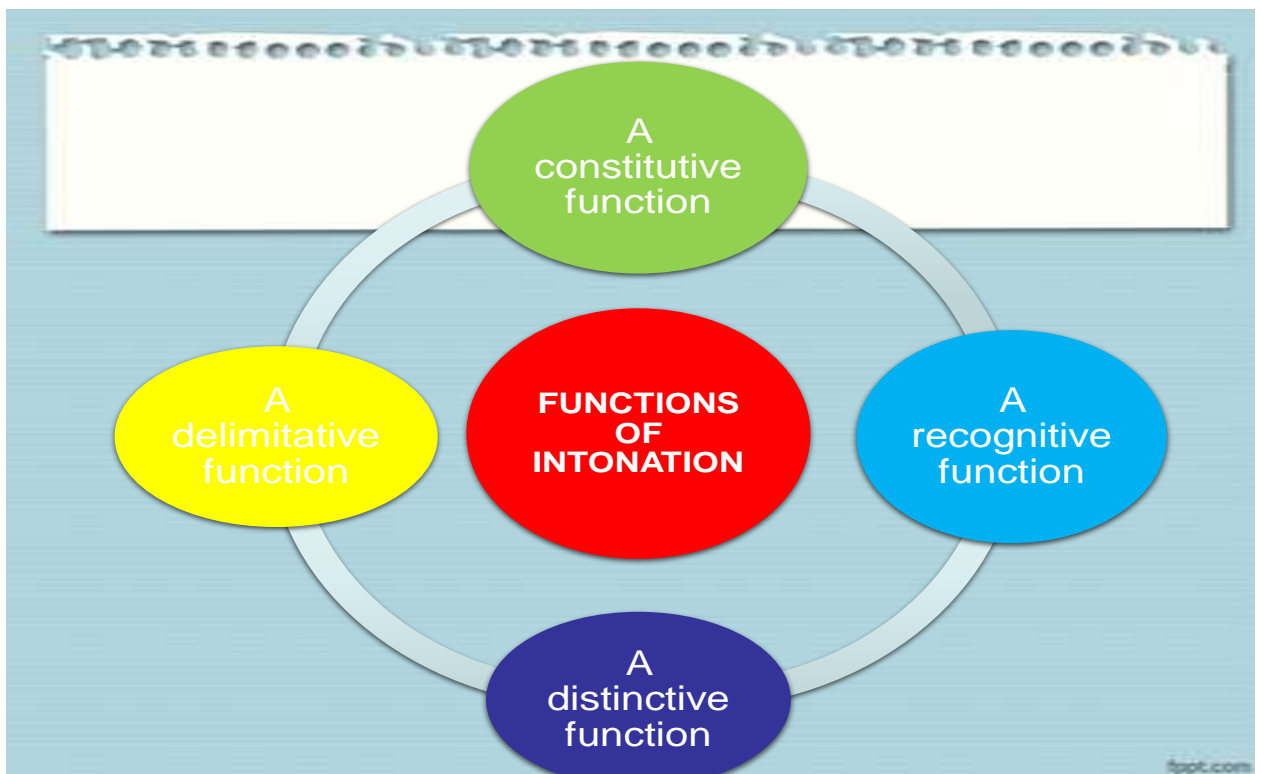 A
constitutive
function
A
delimitative
function
FUNCTIONS
OF
INTONATION
A
recognitive
function
A
distinctive
function
fppt.com